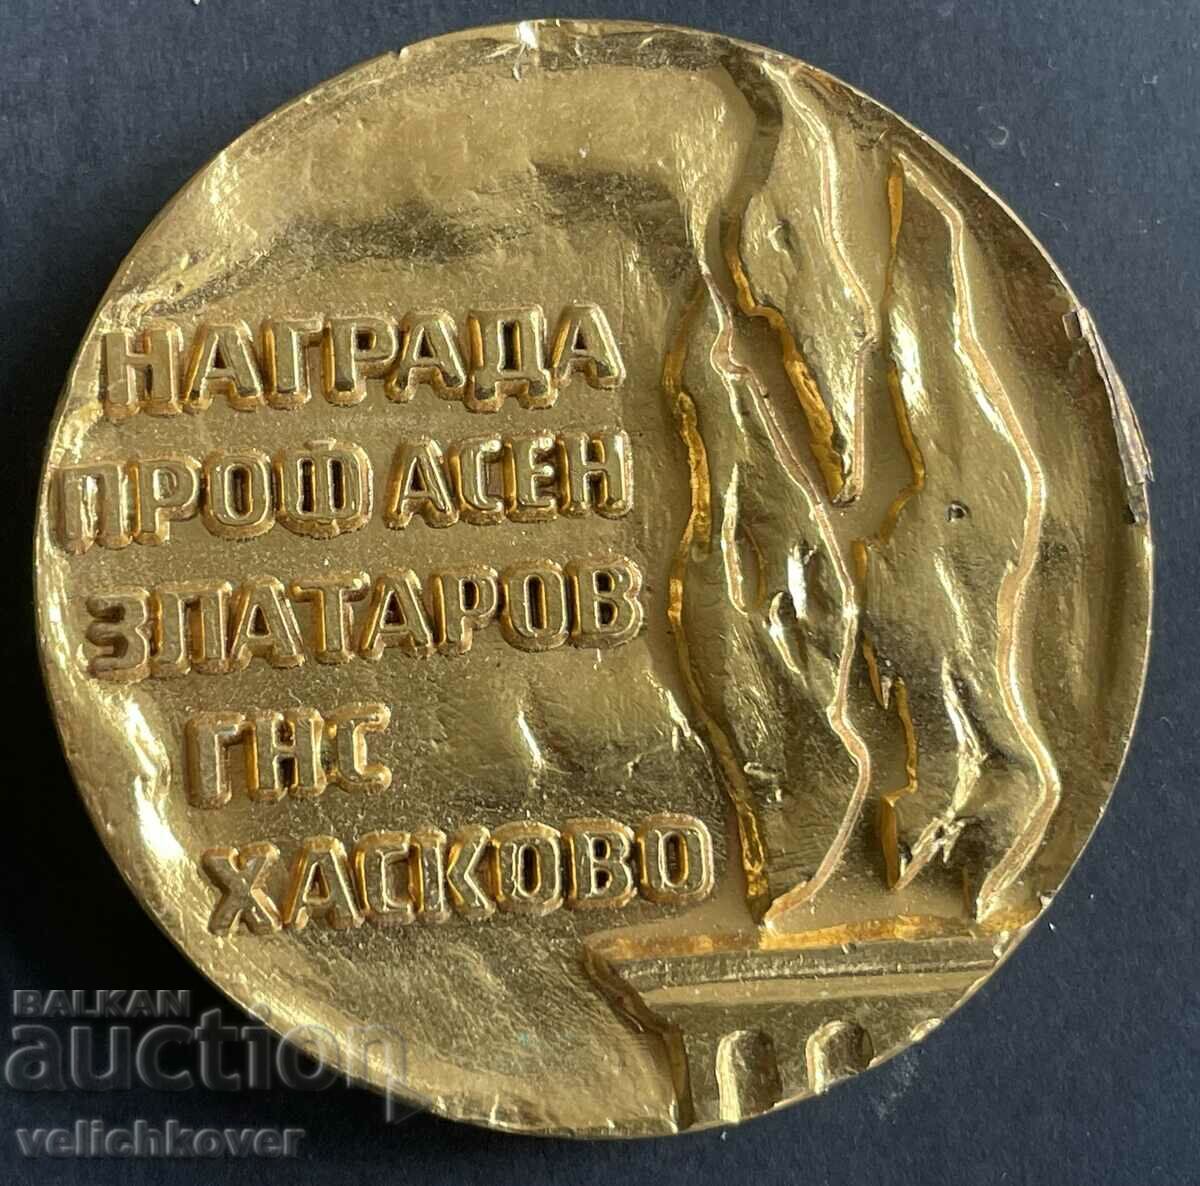 НАГРАДА
ПРОФ АСЕН
ЗЛАТАРОВ
ГНС
ХАСКОВО
BALKAN
auction
velichkover